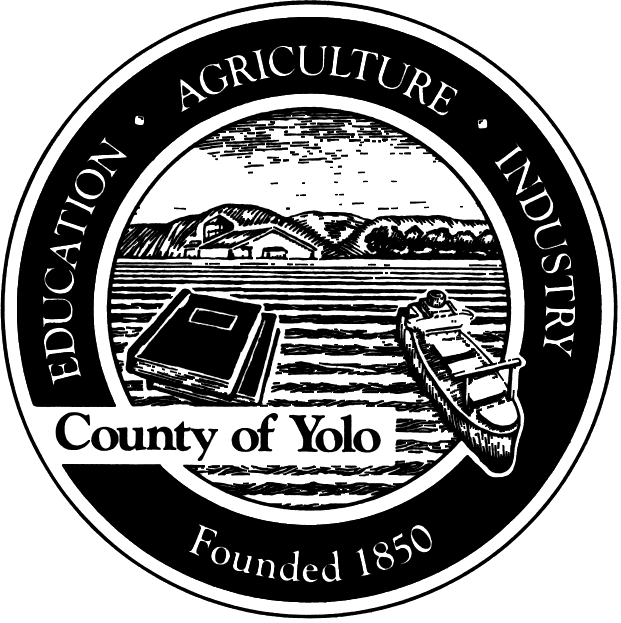 EDUCATION · AGRICULTURE · INDUSTRY
County of Yolo
Founded 1850